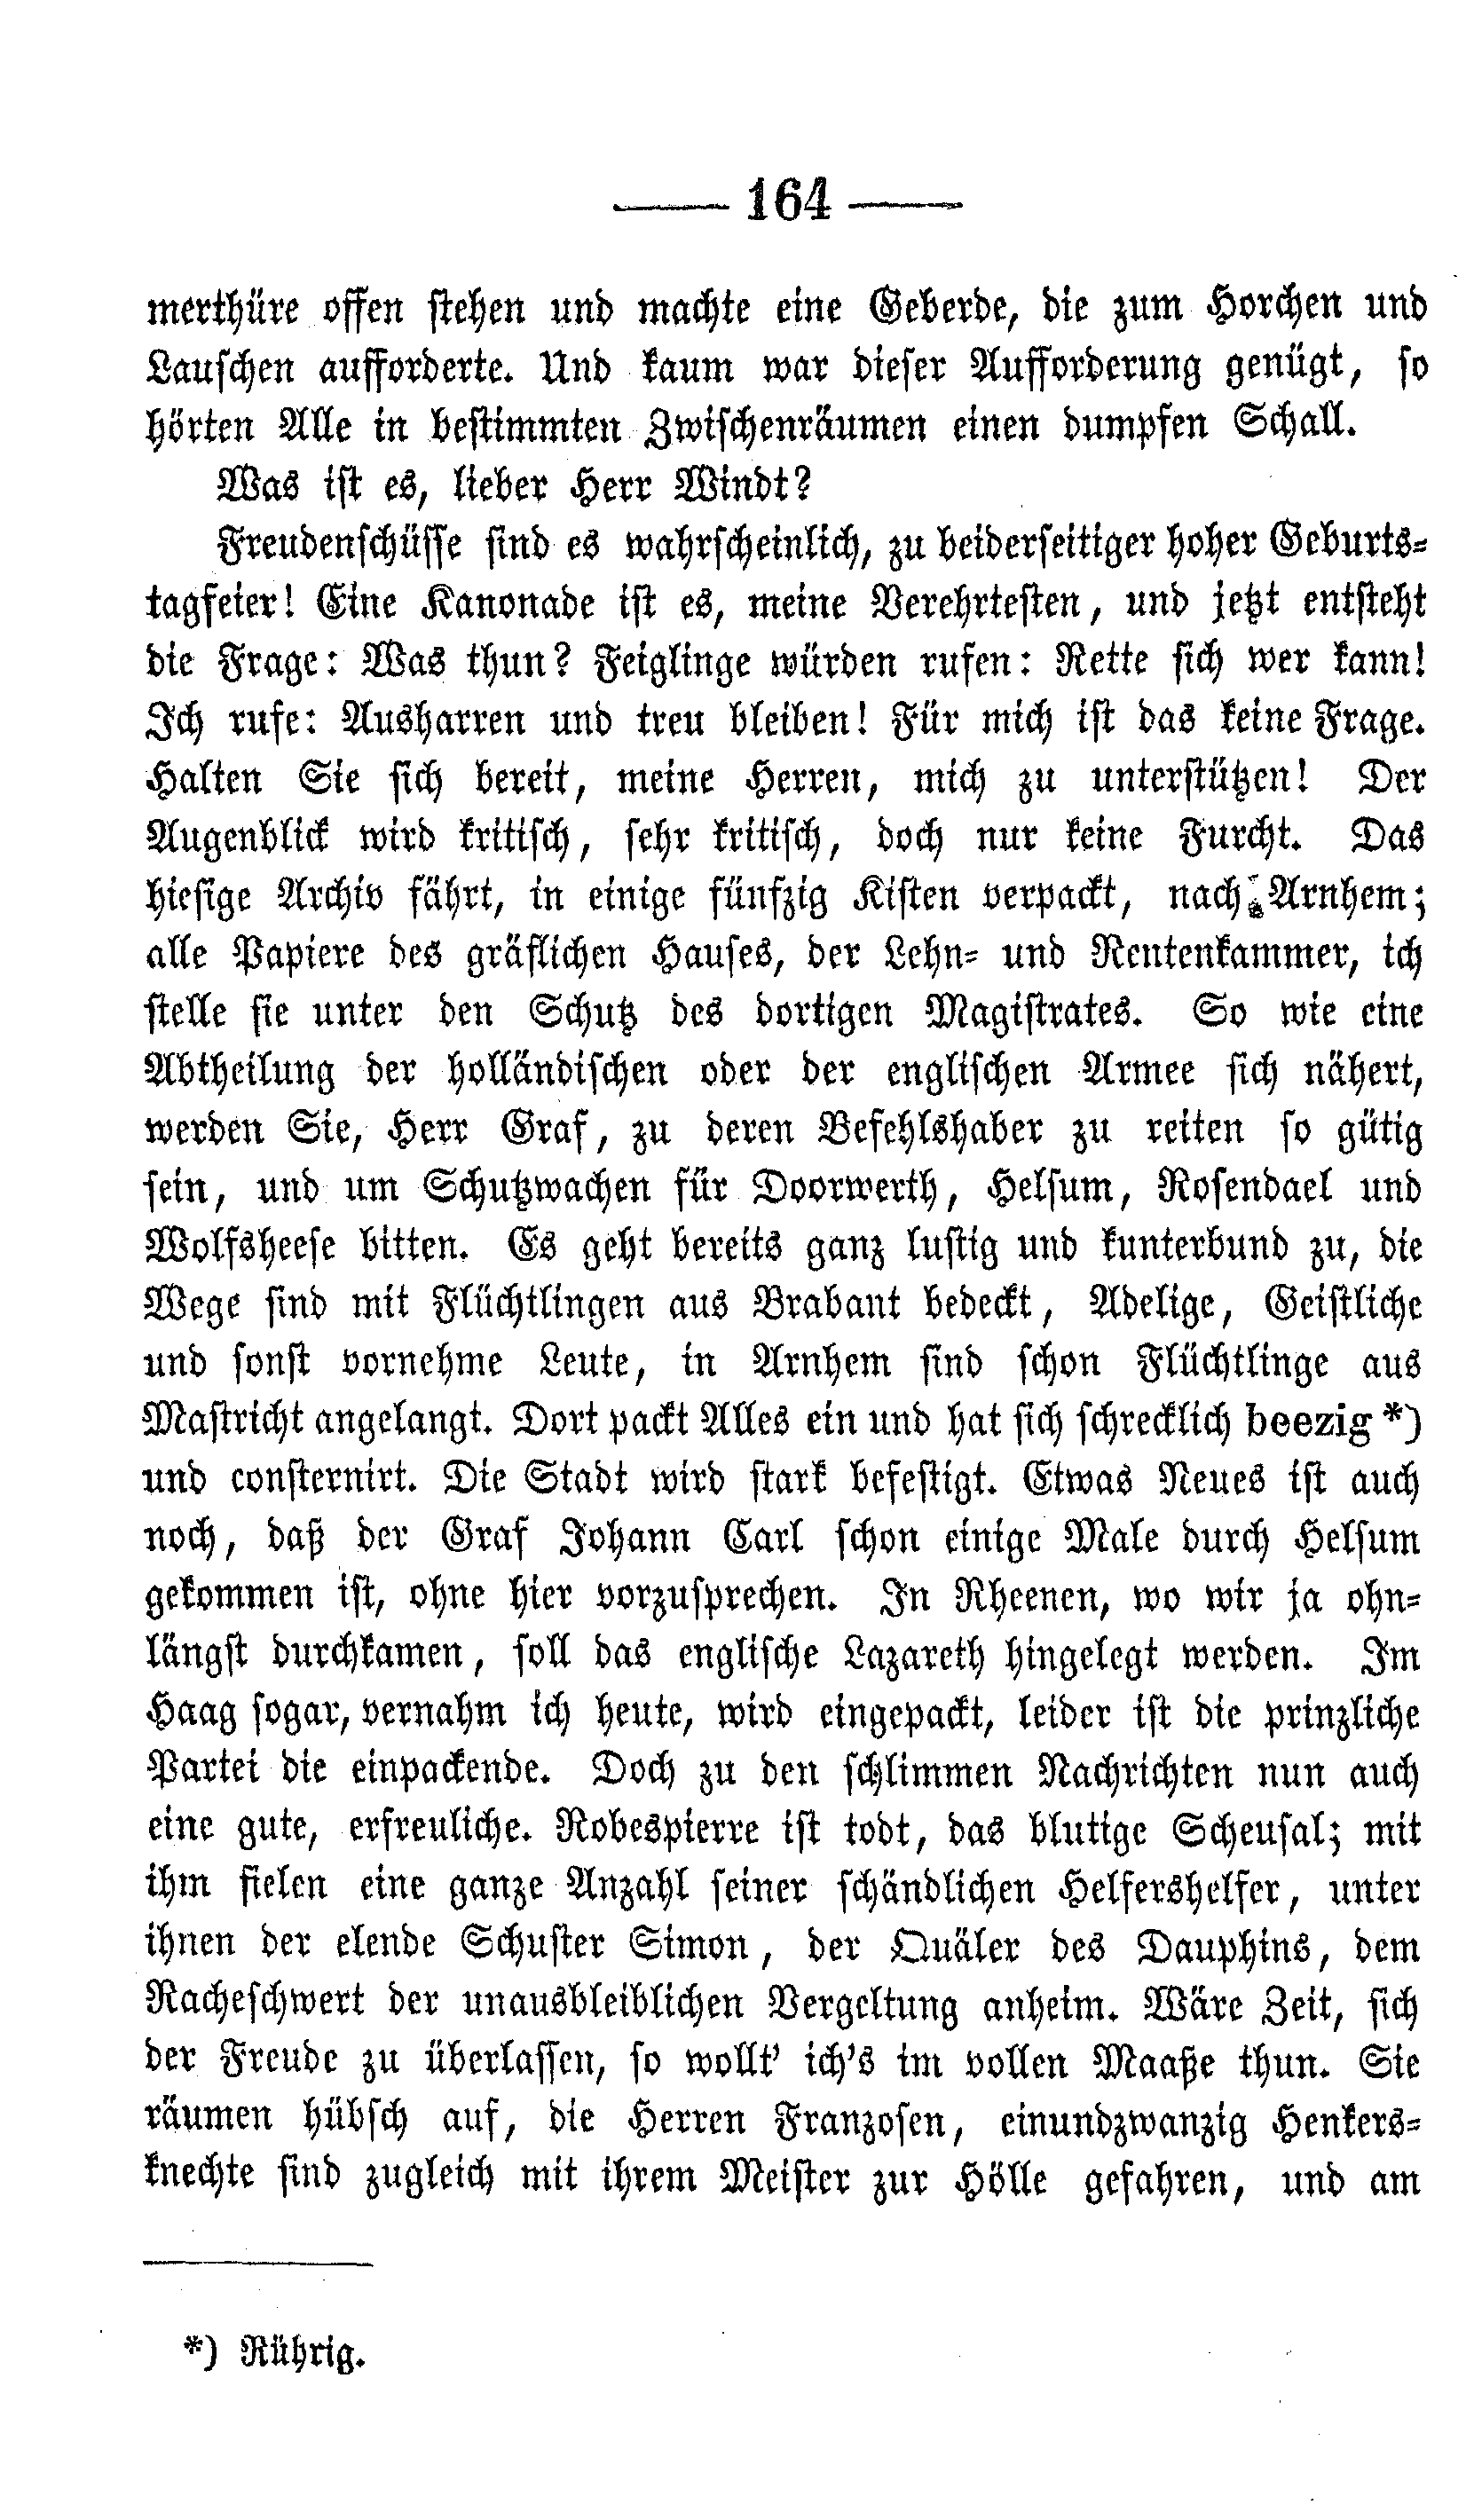 — 164 —
merthüre offen stehen und machte eine Geberde, die zum Horchen und
Lauschen aufforderte. Und kaum war dieser Aufforderung genügt, so
hörten Alle in bestimmten Zwischenräumen einen dumpfen Schall.
Was ist es, lieber Herr Windt?
Freudenschüsse sind es wahrscheinlich, zu beiderseitiger hoher Geburts-
tagfeier! Eine Kanonade ist es, meine Verehrtesten, und jetzt entsteht
die Frage: Was thun? Feiglinge würden rufen: Rette sich wer kann!
Ich rufe: Ausharren und treu bleiben! Für mich ist das keine Frage.
Halten Sie sich bereit, meine Herren, mich zu unterstützen! Der
Augenblick wird kritisch, sehr kritisch, doch nur keine Furcht. Das
hiesige Archiv fährt, in einige fünfzig Kisten verpackt, nach Arnhem;
alle Papiere des gräflichen Hauses, der Lehn- und Rentenkammer, ich
stelle sie unter den Schutz des dortigen Magistrates. So wie eine
Abtheilung der holländischen oder der englischen Armee sich nähert,
werden Sie, Herr Graf, zu deren Befehlshaber zu reiten so gütig
sein, und um Schutzwachen für Doorwerth, Helsum, Rosendael und
Wolfsheese bitten. Es geht bereits ganz lustig und kunterbund zu, die
Wege sind mit Flüchtlingen aus Brabant bedeckt, Adelige, Geistliche
und sonst vornehme Leute, in Arnhem sind schon Flüchtlinge aus
Mastricht angelangt. Dort packt Alles ein und hat sich schrecklich beezig *)
und consternirt. Die Stadt wird stark befestigt. Etwas Neues ist auch
noch, daß der Graf Johann Carl schon einige Male durch Helsum
gekommen ist, ohne hier vorzusprechen. In Rheenen, wo wir ja ohn-
längst durchkamen, soll das englische Lazareth hingelegt werden. Im
Haag sogar, vernahm ich heute, wird eingepackt, leider ist die prinzliche
Partei die einpackende. Doch zu den schlimmen Nachrichten nun auch
eine gute, erfreuliche. Robespierre ist todt, das blutige Scheusal; mit
ihm fielen eine ganze Anzahl seiner schändlichen Helfershelfer, unter
ihnen der elende Schuster Simon, der Quäler des Dauphins, dem
Racheschwert der unausbleiblichen Vergeltung anheim. Wäre Zeit, sich
der Freude zu überlassen, so wollt' ich's im vollen Maaße thun. Sie
räumen hübsch auf, die Herren Franzosen, einundzwanzig Henkers-
knechte sind zugleich mit ihrem Meister zur Hölle gefahren, und am
*) Rührig.